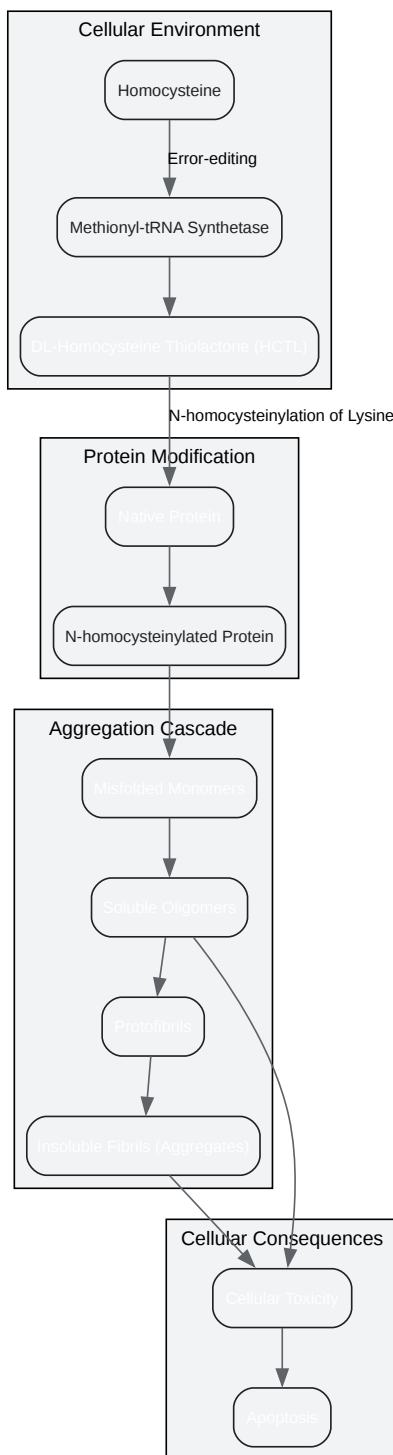 Cellular Environment
Homocysteine
Error-editing
Methionyl-tRNA Synthetase
DL-Homocysteine Thiolactone (HCTL)
N-homocysteinylation of Lysine
Protein Modification
Native Protein
N-homocysteinylated Protein
Aggregation Cascade
Misfolded Monomers
Soluble Oligomers
Protofibrils
Insoluble Fibrils (Aggregates)
Cellular Consequences
Cellular Toxicity
Apoptosis